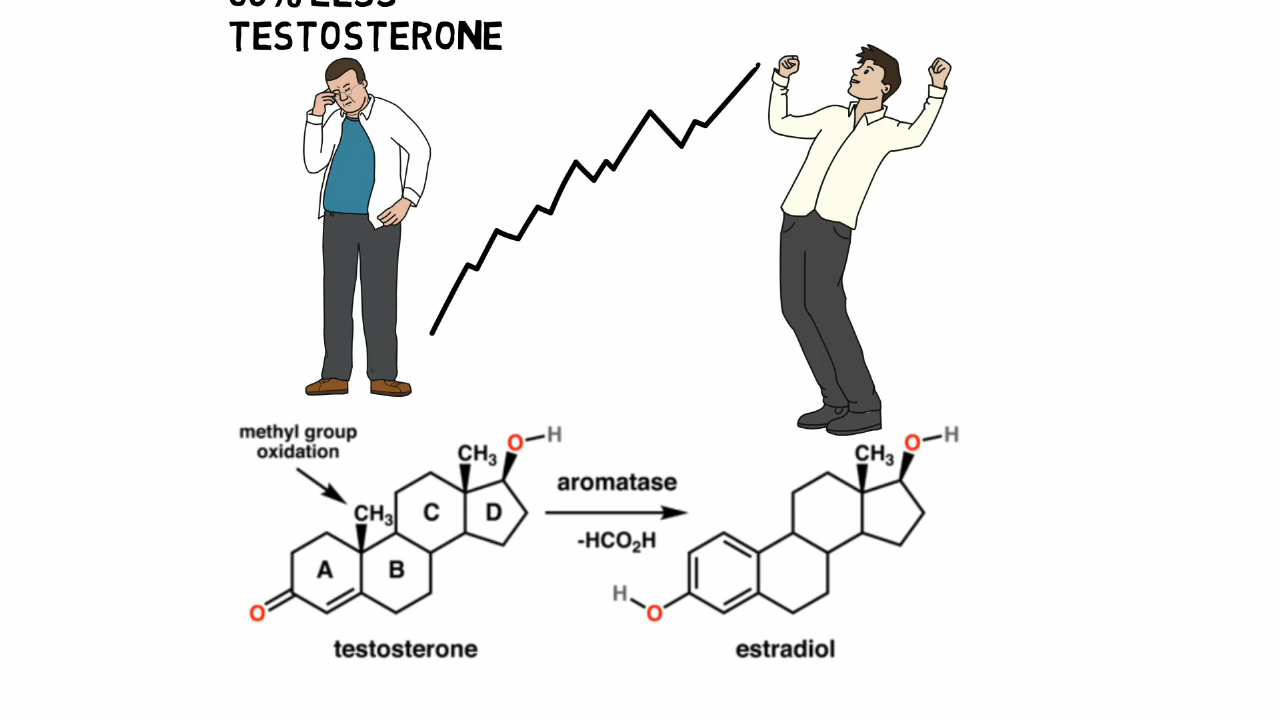 TESTOSTERONE
methyl group
oxidation
CH3
O
A
B
C
D
CH3
O H
testosterone
aromatase
-HCO2H
CH3
O H
H
O
estradiol